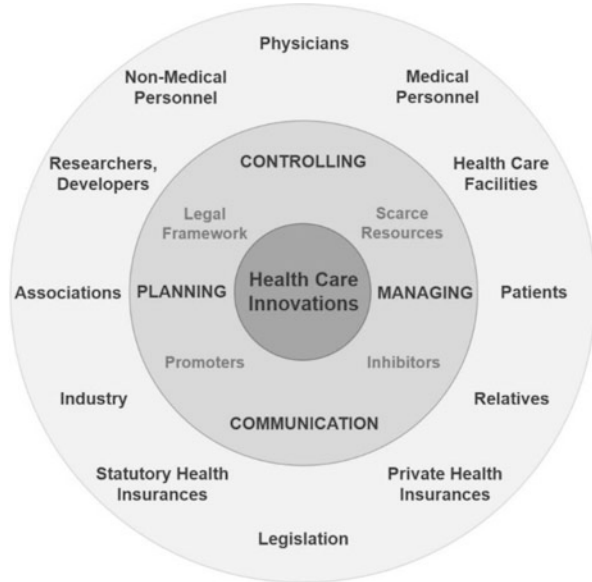 Physicians
Non-Medical
Personnel
Medical
Personnel
Researchers,
Developers
CONTROLLING
Health Care
Facilities
Legal
Framework
Scarce
Resources
Associations
PLANNING
Health Care
Innovations
MANAGING
Patients
Promoters
Inhibitors
Industry
Relatives
COMMUNICATION
Statutory Health
Insurances
Private Health
Insurances
Legislation